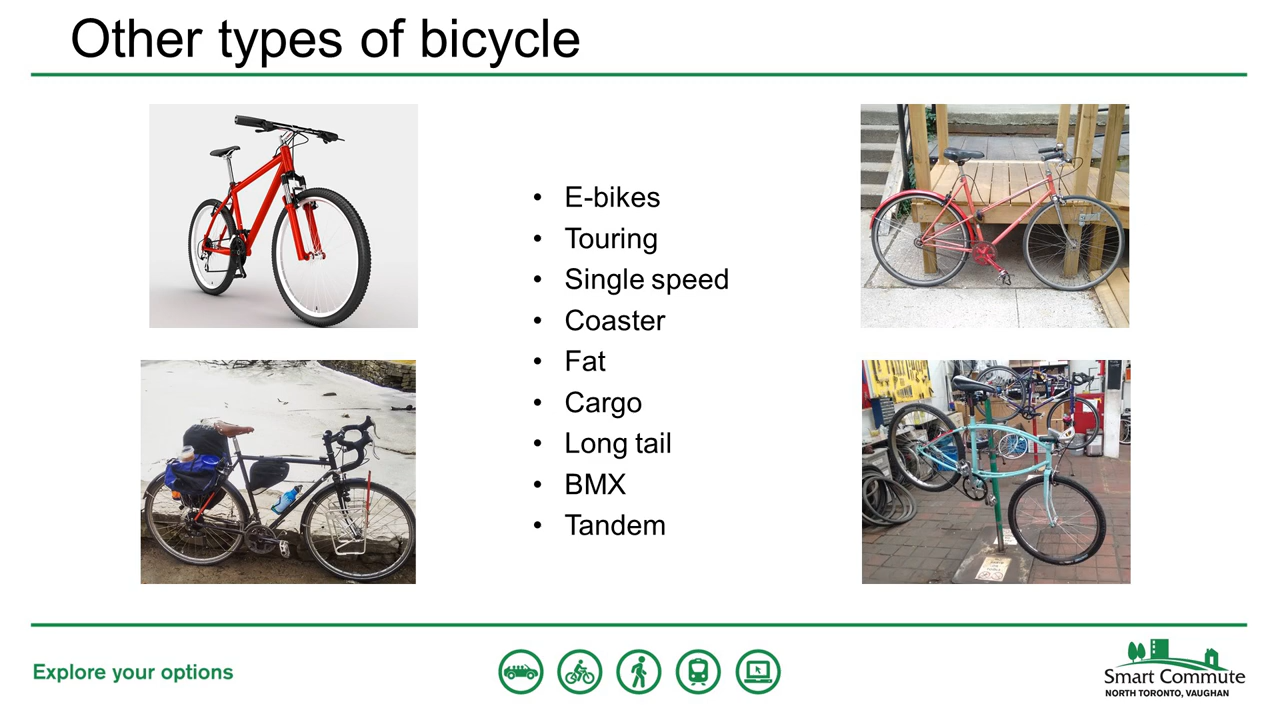 Other types of bicycle
• E-bikes
• Touring
• Single speed
• Coaster
• Fat
• Cargo
• Long tail
• BMX
• Tandem
Explore your options
Smart Commute
NORTH TORONTO, VAUGHAN